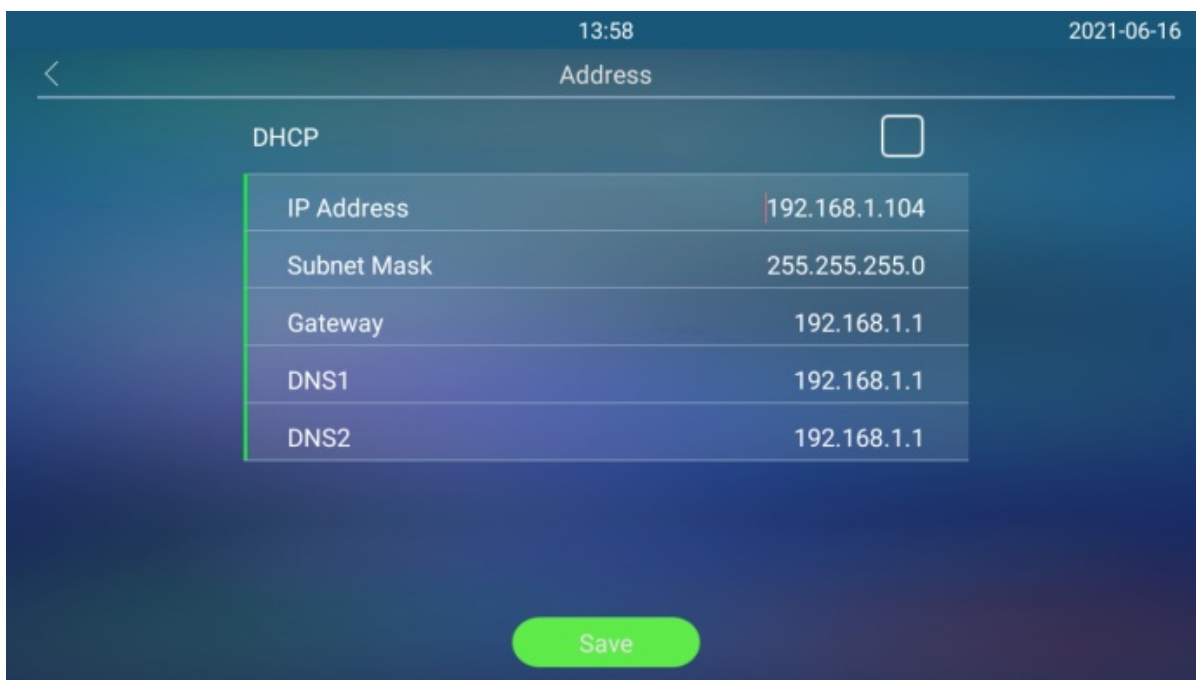 13:58 2021-06-16
Address
DHCP
IP Address 192.168.1.104
Subnet Mask 255.255.255.0
Gateway 192.168.1.1
DNS1 192.168.1.1
DNS2 192.168.1.1
Save